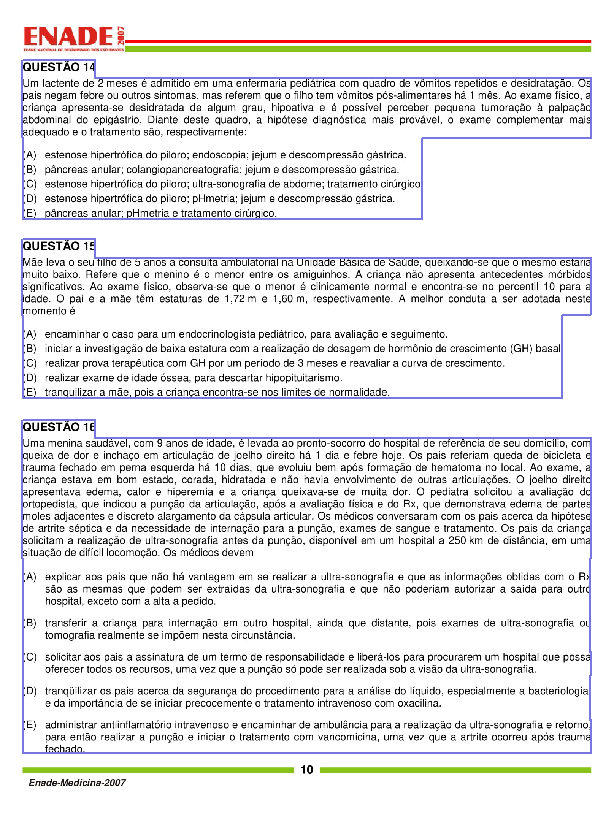 ENADE 2007
EXAME NACIONAL DE DESEMPENHO DOS ESTUDANTES
QUESTÃO 14
Um lactente de 2 meses é admitido em uma enfermaria pediátrica com quadro de vômitos repetidos e desidratação. Os
pais negam febre ou outros sintomas, mas referem que o filho tem vômitos pós-alimentares há 1 mês. Ao exame físico, a
criança apresenta-se desidratada de algum grau, hipoativa e é possível perceber pequena tumoração à palpação
abdominal do epigástrio. Diante deste quadro, a hipótese diagnóstica mais provável, o exame complementar mais
adequado e o tratamento são, respectivamente:
(A) estenose hipertrófica do piloro; endoscopia; jejum e descompressão gástrica.
(B) pâncreas anular; colangiopancreatografia; jejum e descompressão gástrica.
(C) estenose hipertrófica do piloro; ultra-sonografia de abdome; tratamento cirúrgico
(D) estenose hipertrófica do piloro; pHmetria; jejum e descompressão gástrica.
(E) pâncreas anular; pHmetria e tratamento cirúrgico.
QUESTÃO 15
Mãe leva o seu filho de 5 anos à consulta ambulatorial na Unidade Básica de Saúde, queixando-se que o mesmo estaria
muito baixo. Refere que o menino é o menor entre os amiguinhos. A criança não apresenta antecedentes mórbidos
significativos. Ao exame físico, observa-se que o menor é clinicamente normal e encontra-se no percentil 10 para a
idade. O pai e a mãe têm estaturas de 1,72 m e 1,60 m, respectivamente. A melhor conduta a ser adotada neste
momento é
(A) encaminhar o caso para um endocrinologista pediátrico, para avaliação e seguimento.
(B) iniciar a investigação de baixa estatura com a realização de dosagem de hormônio de crescimento (GH) basal
(C) realizar prova terapêutica com GH por um período de 3 meses e reavaliar a curva de crescimento.
(D) realizar exame de idade óssea, para descartar hipopituitarismo.
(E) tranquilizar a mãe, pois a criança encontra-se nos limites de normalidade.
QUESTÃO 16
Uma menina saudável, com 9 anos de idade, é levada ao pronto-socorro do hospital de referência de seu domicílio, com
queixa de dor e inchaço em articulação de joelho direito há 1 dia e febre hoje. Os pais referiam queda de bicicleta e
trauma fechado em perna esquerda há 10 dias, que evoluiu bem após formação de hematoma no local. Ao exame, a
criança estava em bom estado, corada, hidratada e não havia envolvimento de outras articulações. O joelho direito
apresentava edema, calor e hiperemia e a criança queixava-se de muita dor. O pediatra solicitou a avaliação do
ortopedista, que indicou a punção da articulação, após a avaliação física e do Rx, que demonstrava edema de partes
moles adjacentes e discreto alargamento da cápsula articular. Os médicos conversaram com os pais acerca da hipótese
de artrite séptica e da necessidade de internação para a punção, exames de sangue e tratamento. Os pais da criança
solicitam a realização de ultra-sonografia antes da punção, disponível em um hospital a 250 km de distância, em uma
situação de difícil locomoção. Os médicos devem
(A) explicar aos pais que não há vantagem em se realizar a ultra-sonografia e que as informações obtidas com o Rx
são as mesmas que podem ser extraídas da ultra-sonografia e que não poderiam autorizar a saída para outro
hospital, exceto com a alta a pedido.
(B) transferir a criança para internação em outro hospital, ainda que distante, pois exames de ultra-sonografia ou
tomografia realmente se impõem nesta circunstância.
(C) solicitar aos pais a assinatura de um termo de responsabilidade e liberá-los para procurarem um hospital que possa
oferecer todos os recursos, uma vez que a punção só pode ser realizada sob a visão da ultra-sonografia.
(D) tranqüilizar os pais acerca da segurança do procedimento para a análise do líquido, especialmente a bacteriologia
e da importância de se iniciar precocemente o tratamento intravenoso com oxacilina.
(E) administrar antiinflamatório intravenoso e encaminhar de ambulância para a realização da ultra-sonografia e retorno,
para então realizar a punção e iniciar o tratamento com vancomicina, uma vez que a artrite ocorreu após trauma
fechado.
10
Enade-Medicina-2007